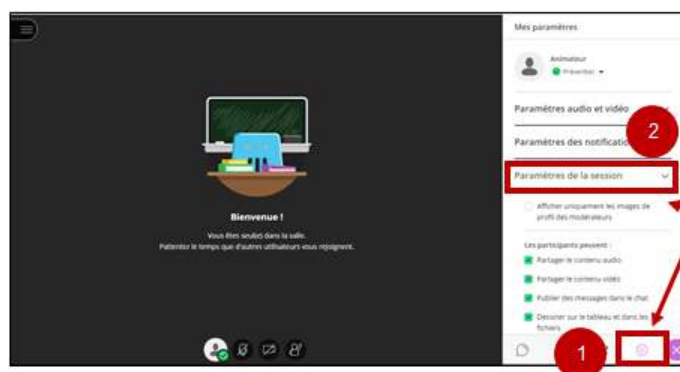 Mes paramètres
Animateur
Présent(e)
Paramètres audio et vidéo
2
Paramètres des notificatio
Paramètres de la session
Afficher uniquement les images de
profil des modérateurs
Les participants peuvent :
Partager le contenu audio
Partager le contenu vidéo
Publier des messages dans le chat
Dessiner sur le tableau et dans les
fichiers
Bienvenue !
Vous êtes seul(e) dans la salle.
Patientez le temps que d'autres utilisateurs vous rejoignent.
1